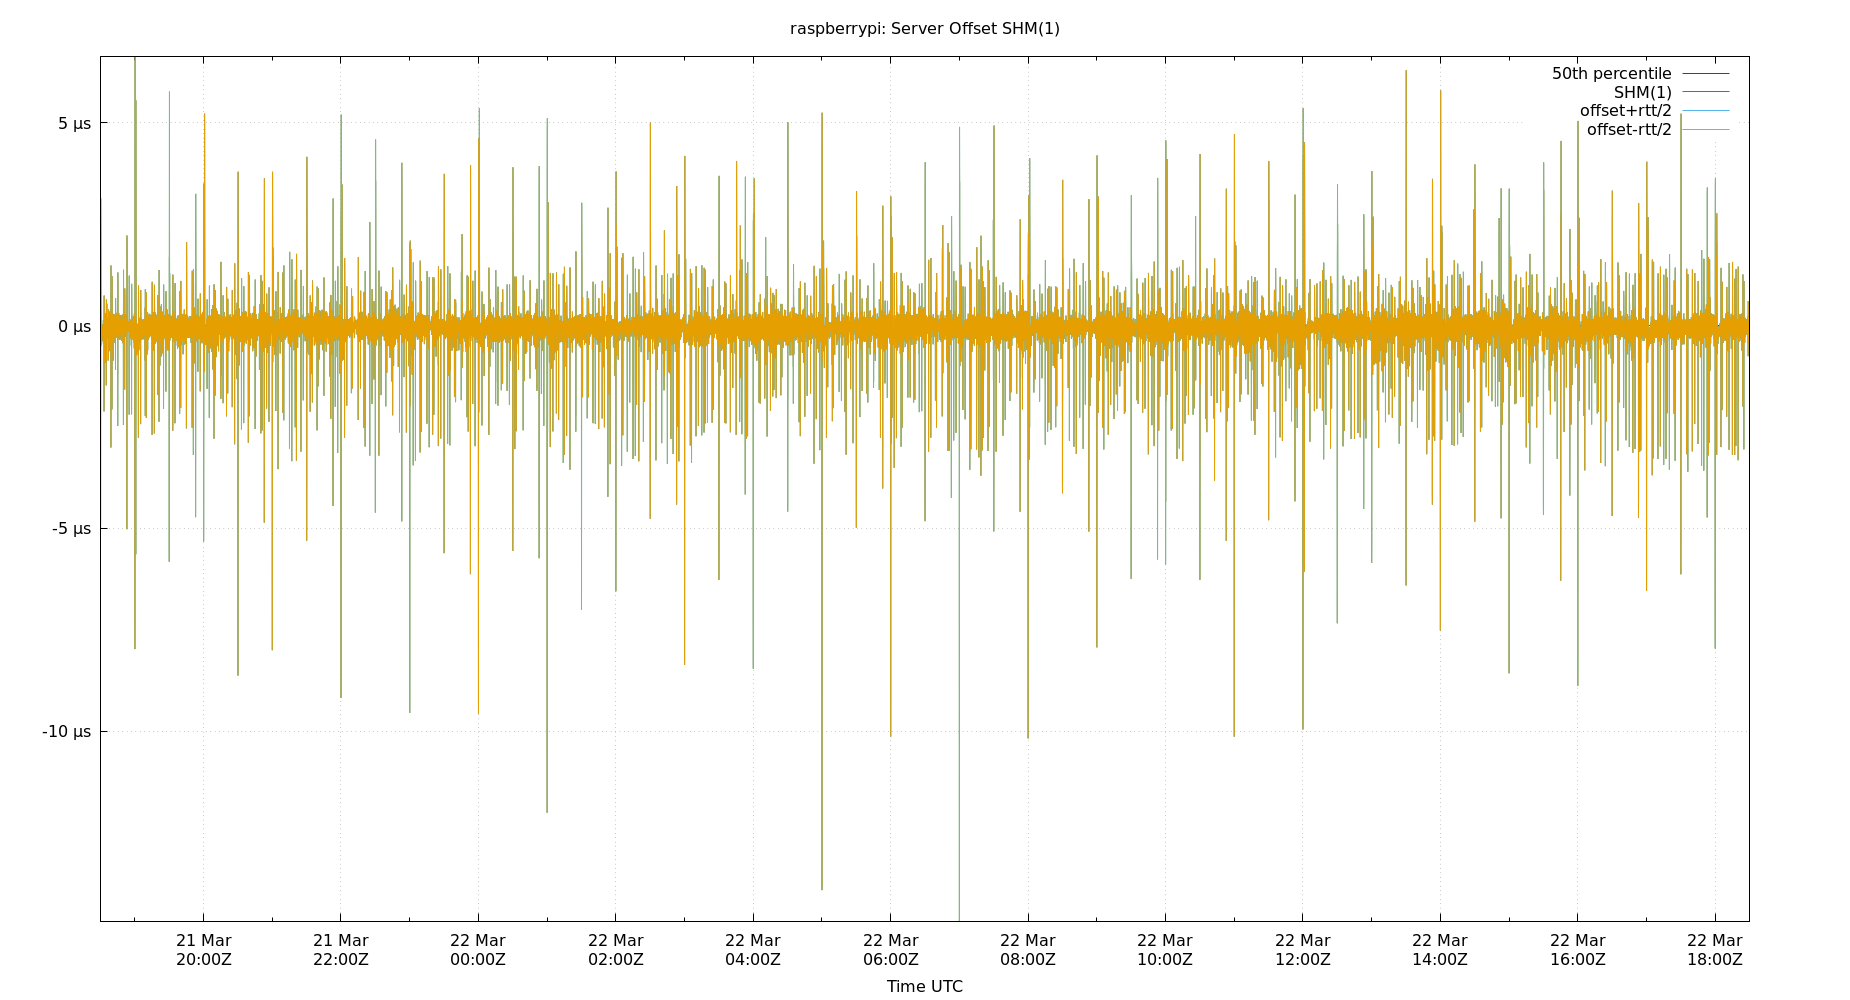 raspberrypi: Server Offset SHM(1)
50th percentile
SHM(1)
offset+rtt/2
offset-rtt/2
5 µs
0 µs
-5 µs
-10 µs
21 Mar 21 Mar 22 Mar 22 Mar 22 Mar 22 Mar 22 Mar 22 Mar 22 Mar 22 Mar 22 Mar 22 Mar
20:00Z 22:00Z 00:00Z 02:00Z 04:00Z 06:00Z 08:00Z 10:00Z 12:00Z 14:00Z 16:00Z 18:00Z
Time UTC